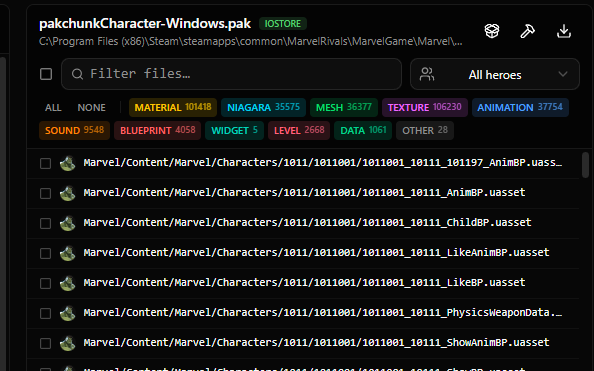 pakchunkCharacter-Windows.pak IOSTORE
C:\Program Files (x86)\Steam\steamapps\common\MarvelRivals\MarvelGame\Marvel\...
Filter files… All heroes
ALL NONE MATERIAL 101418 NIAGARA 35575 MESH 36377 TEXTURE 106230 ANIMATION 37754
SOUND 9548 BLUEPRINT 4058 WIDGET 5 LEVEL 2668 DATA 1061 OTHER 28
Marvel/Content/Marvel/Characters/1011/1011001/1011001_10111_101197_AnimBP.uass…
Marvel/Content/Marvel/Characters/1011/1011001/1011001_10111_AnimBP.uasset
Marvel/Content/Marvel/Characters/1011/1011001/1011001_10111_ChildBP.uasset
Marvel/Content/Marvel/Characters/1011/1011001/1011001_10111_LikeAnimBP.uasset
Marvel/Content/Marvel/Characters/1011/1011001/1011001_10111_LikeBP.uasset
Marvel/Content/Marvel/Characters/1011/1011001/1011001_10111_PhysicsWeaponData.…
Marvel/Content/Marvel/Characters/1011/1011001/1011001_10111_ShowAnimBP.uasset